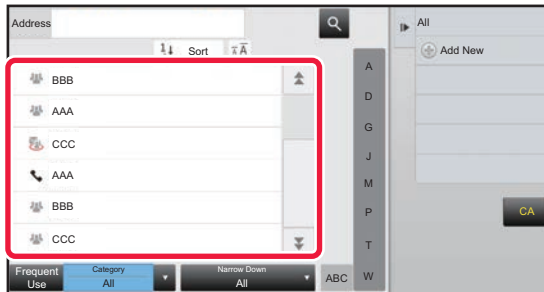 Address
All
Sort
Add New
BBB
AAA
CCC
AAA
BBB
CCC
A
D
G
J
M
P
T
W
CA
Frequent
Use
Category
All
Narrow Down
All
ABC